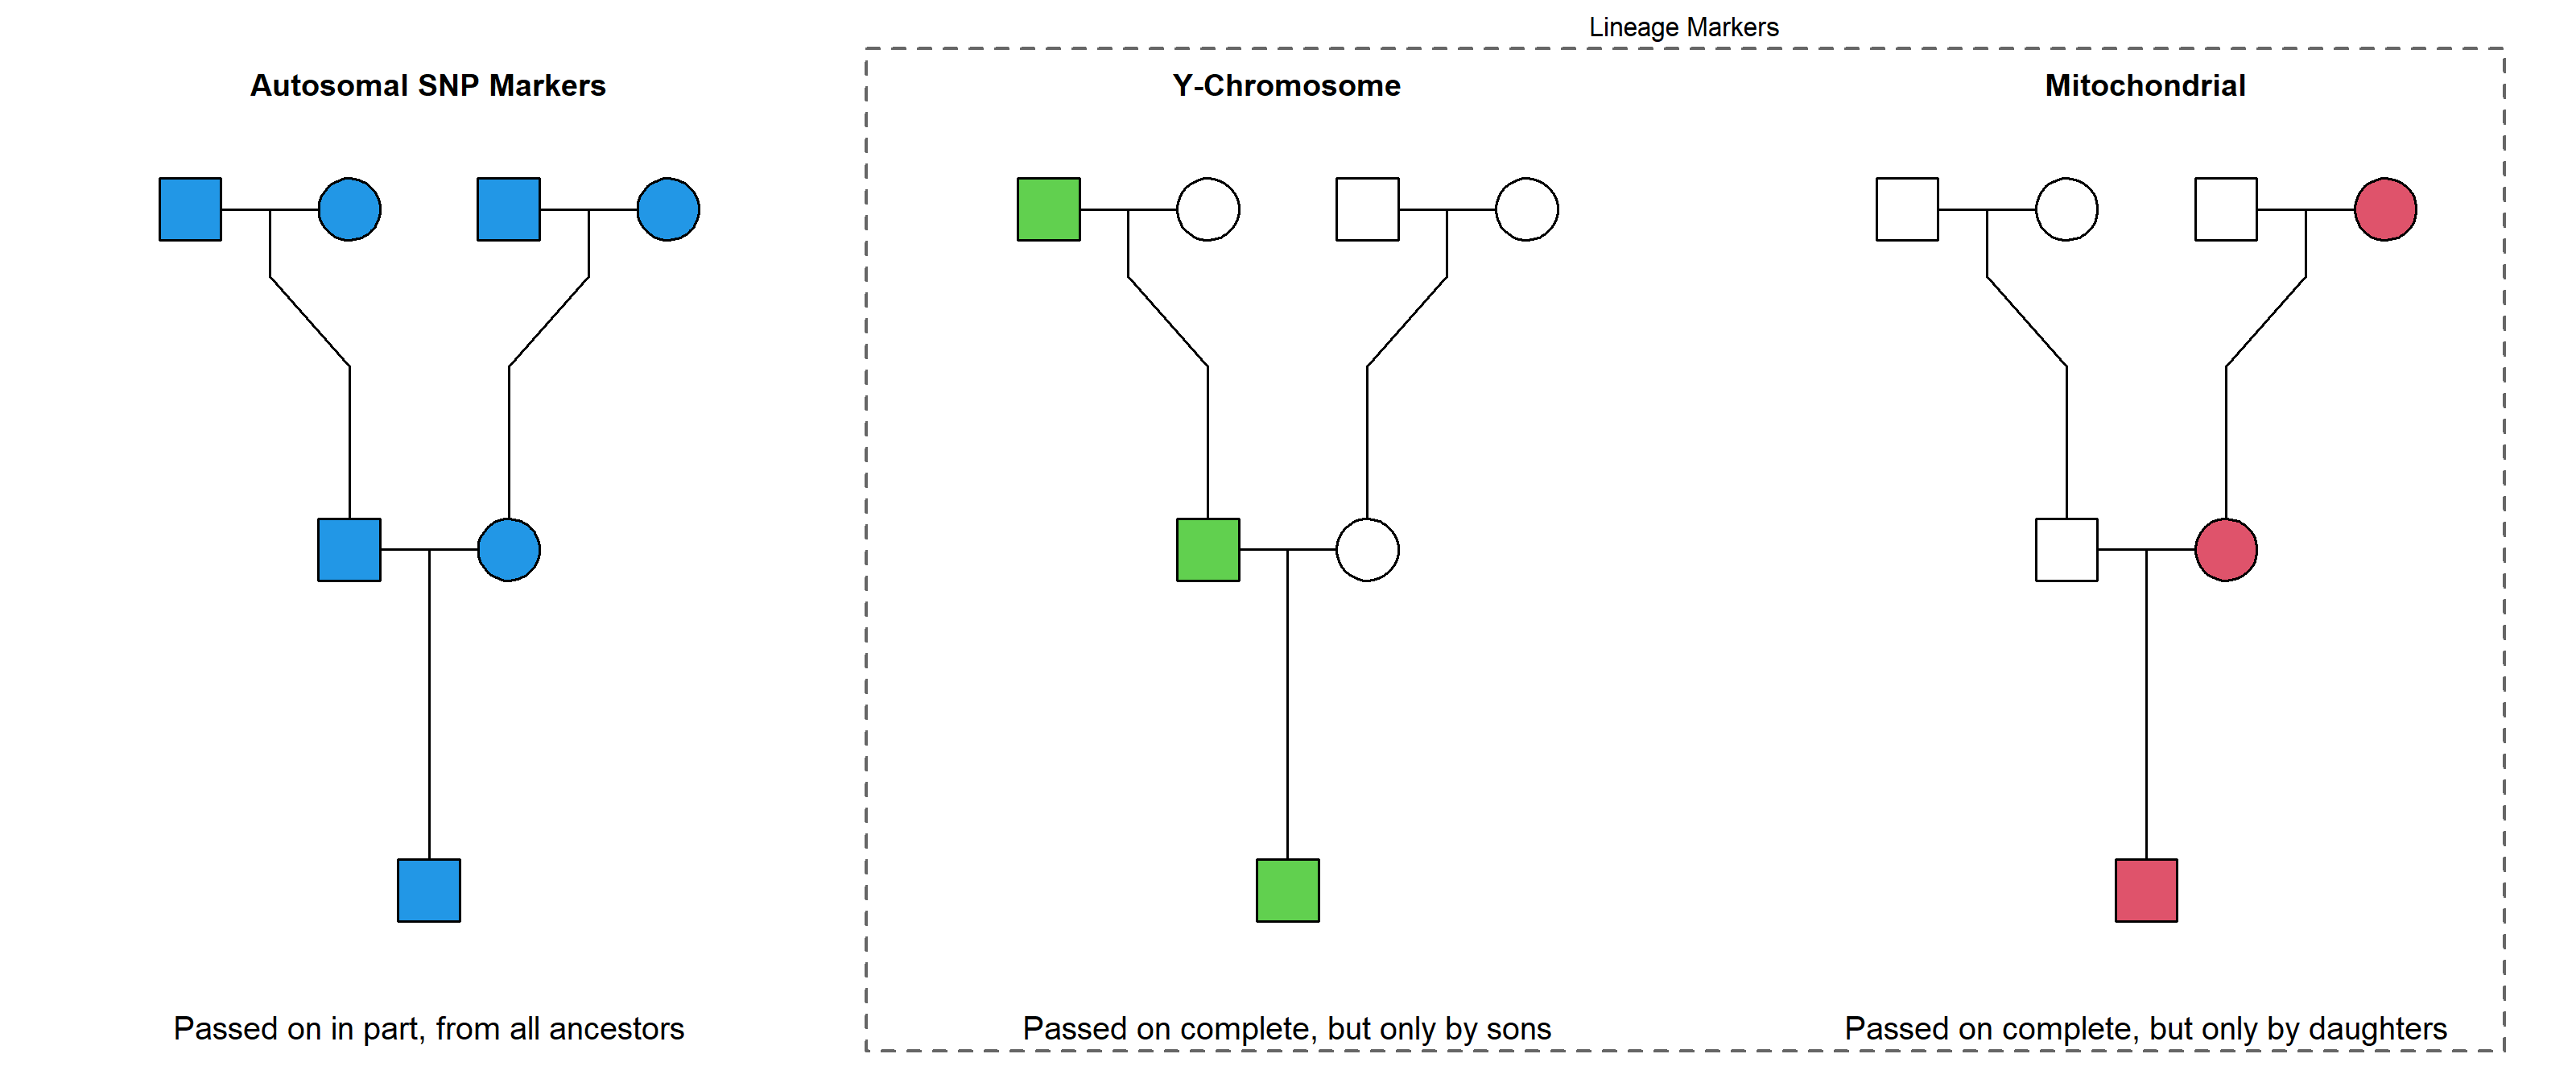 Lineage Markers
Autosomal SNP Markers
Y-Chromosome
Mitochondrial
Passed on in part, from all ancestors
Passed on complete, but only by sons
Passed on complete, but only by daughters